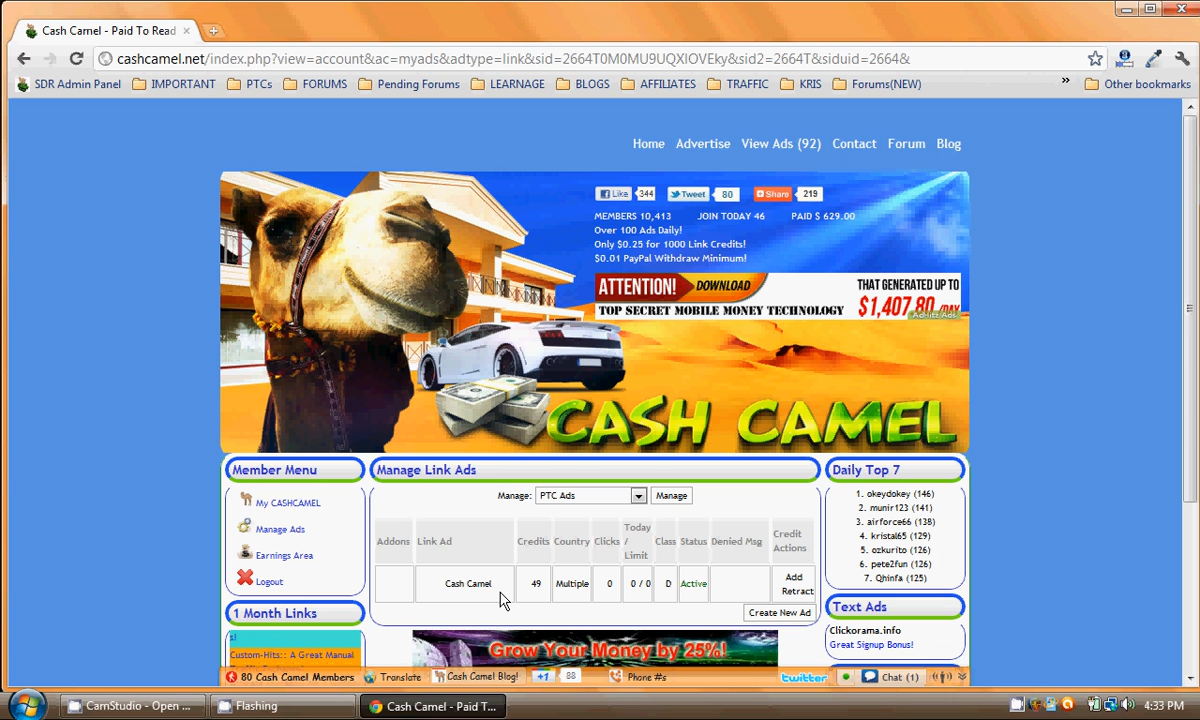 Cash Camel - Paid To Read
cashcamel.net/index.php?view=account&ac=myads&adtype=link&sid=2664T0M0MU9UQXlOVEky&sid2=2664T&siduid=2664&
SDR Admin Panel IMPORTANT PTCs FORUMS Pending Forums LEARNAGE BLOGS AFFILIATES TRAFFIC KRIS Forums(NEW) » Other bookmarks
Home Advertise View Ads (92) Contact Forum Blog
Like 344 Tweet 80 Share 219
MEMBERS 10,413 JOIN TODAY 46 PAID $ 629.00
Over 100 Ads Daily!
Only $0.25 for 1000 Link Credits!
$0.01 PayPal Withdraw Minimum!
ATTENTION! DOWNLOAD THAT GENERATED UP TO
TOP SECRET MOBILE MONEY TECHNOLOGY $1,407.80/DAY
CASH CAMEL
Member Menu
My CASHCAMEL
Manage Ads
Earnings Area
Logout
1 Month Links
Custom-Hits:: A Great Manual
Manage Link Ads
Manage: PTC Ads Manage
Addons Link Ad Credits Country Clicks Today / Limit Class Status Denied Msg Credit Actions
Cash Camel 49 Multiple 0 0 / 0 D Active Add Retract
Create New Ad
Grow Your Money by 25%!
Daily Top 7
1. okeydokey (146)
2. munir123 (141)
3. airforce66 (138)
4. kristal65 (129)
5. ozkurito (126)
6. pete2fun (126)
7. Qhinfa (125)
Text Ads
Clickorama.info
Great Signup Bonus!
80 Cash Camel Members Translate Cash Camel Blog! +1 88 Phone #s twitter Chat (1)
CamStudio - Open ... Flashing Cash Camel - Paid T... 4:33 PM